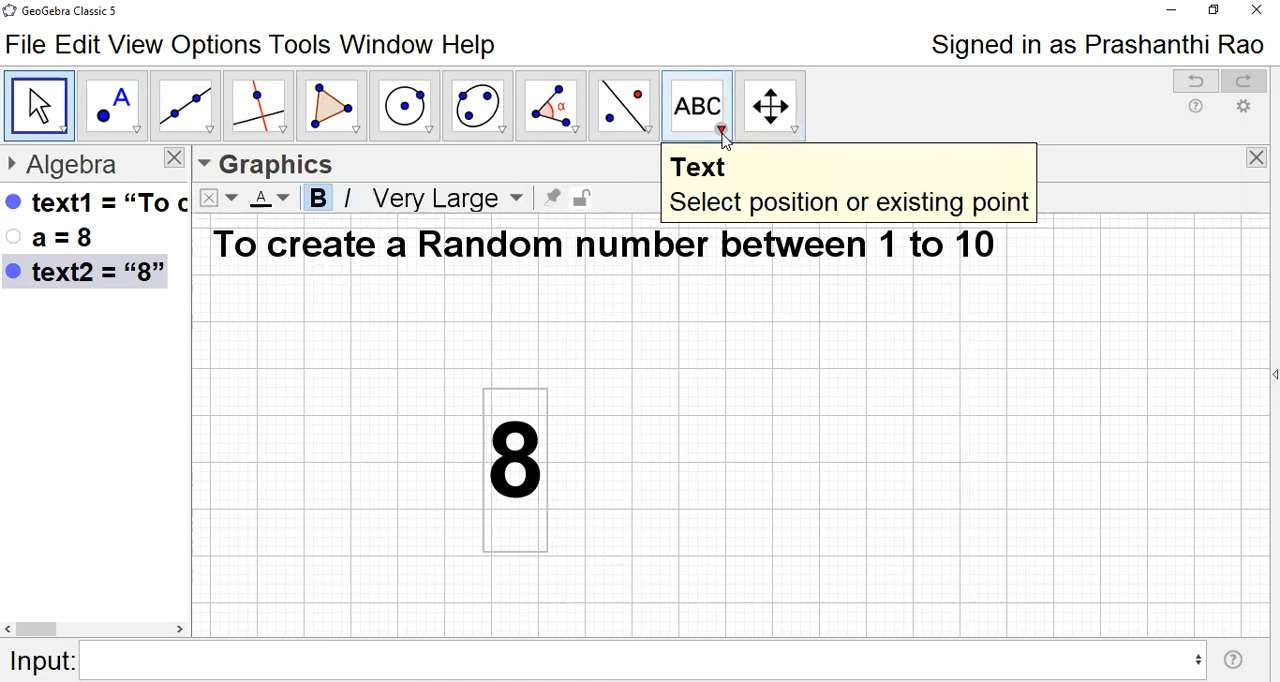 GeoGebra Classic 5
File Edit View Options Tools Window Help
Signed in as Prashanthi Rao
A
α
ABC
Text
Select position or existing point
Algebra
Graphics
A
B
I
Very Large
text1 = “To c
a = 8
text2 = “8”
To create a Random number between 1 to 10
8
Input: